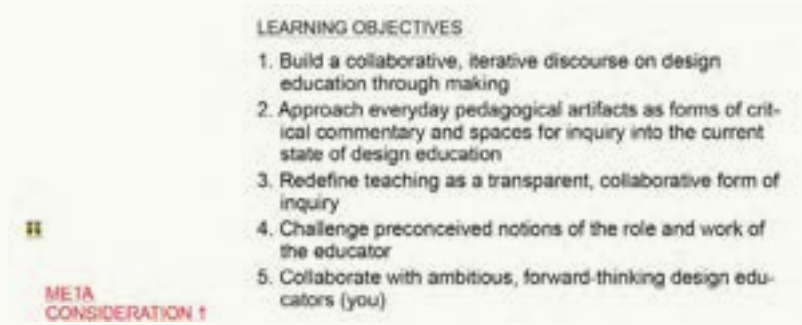 LEARNING OBJECTIVES
1. Build a collaborative, iterative discourse on design
education through making
2. Approach everyday pedagogical artifacts as forms of crit-
ical commentary and spaces for inquiry into the current
state of design education
3. Redefine teaching as a transparent, collaborative form of
inquiry
4. Challenge preconceived notions of the role and work of
the educator
5. Collaborate with ambitious, forward-thinking design edu-
cators (you)
META
CONSIDERATION †